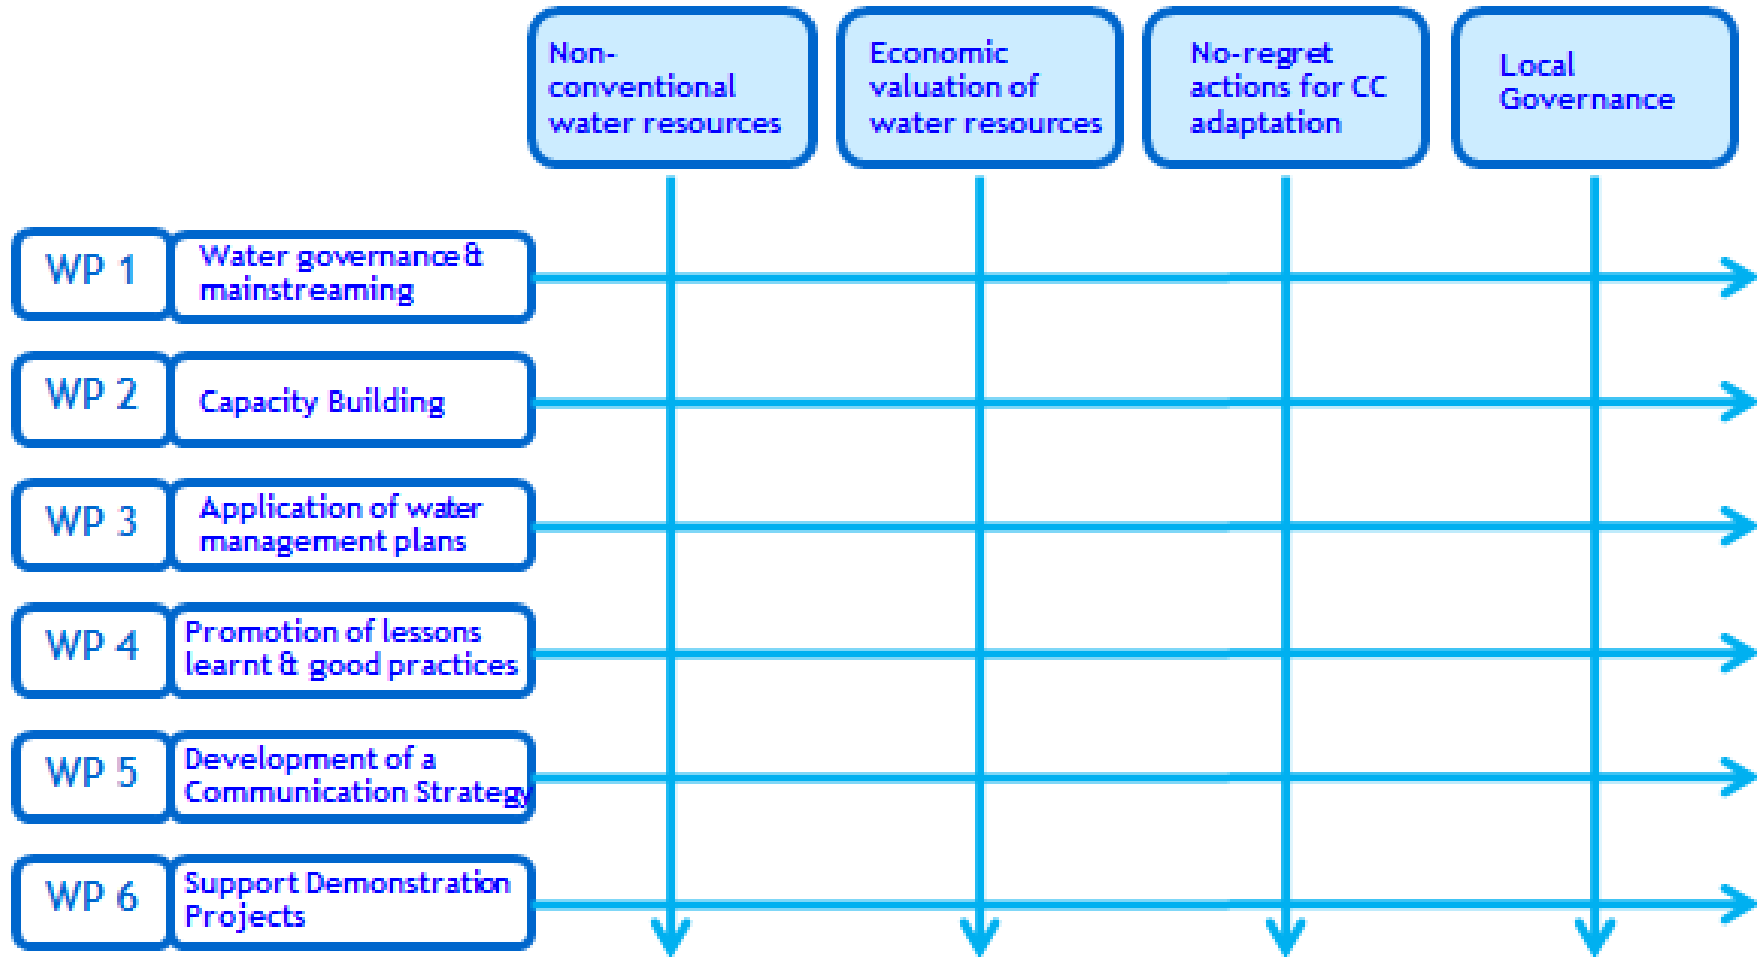 Non-
conventional
water resources
Economic
valuation of
water resources
No-regret
actions for CC
adaptation
Local
Governance
WP 1
Water governance &
mainstreaming
WP 2
Capacity Building
WP 3
Application of water
management plans
WP 4
Promotion of lessons
learnt & good practices
WP 5
Development of a
Communication Strategy
WP 6
Support Demonstration
Projects